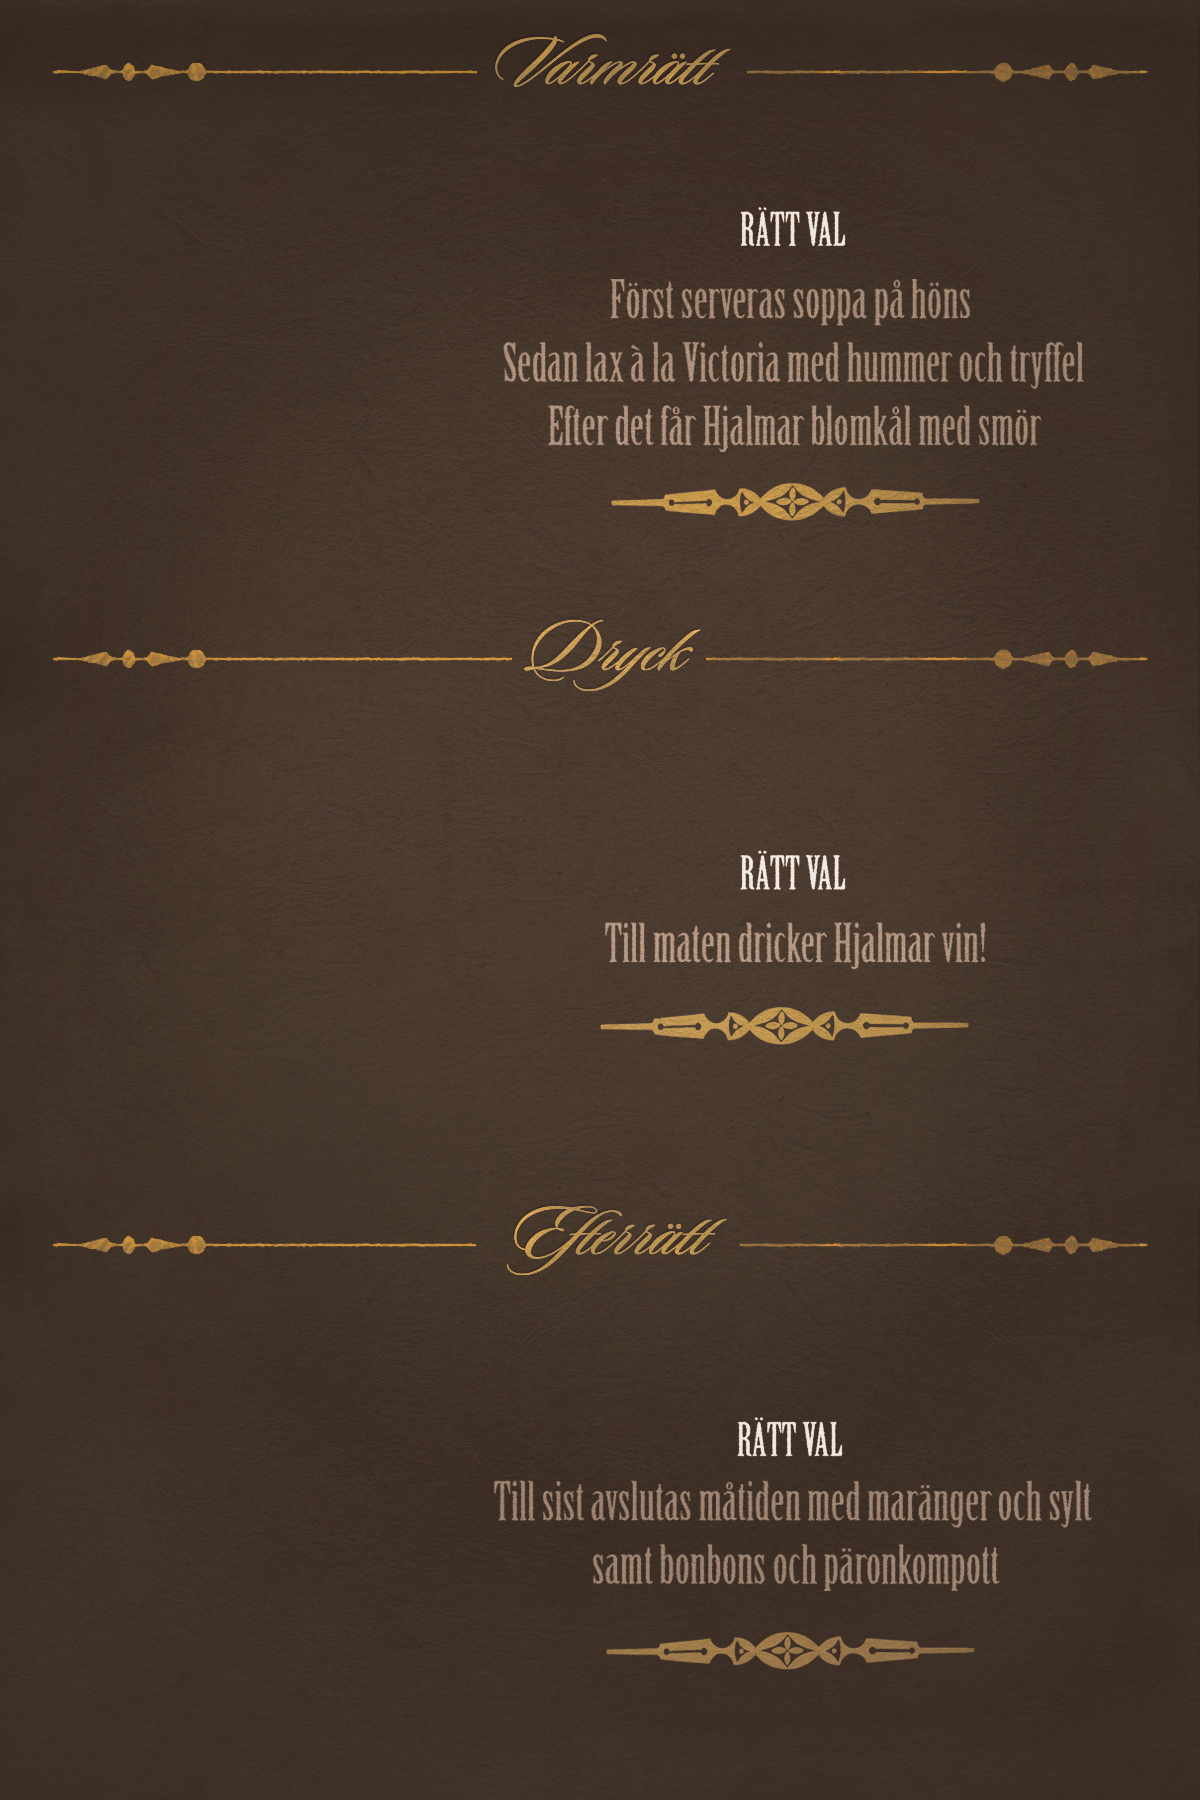 Varmrätt
RÄTT VAL
Först serveras soppa på höns
Sedan lax à la Victoria med hummer och tryffel
Efter det får Hjalmar blomkål med smör
Dryck
RÄTT VAL
Till maten dricker Hjalmar vin!
Efterrätt
RÄTT VAL
Till sist avslutas måtiden med maränger och sylt
samt bonbons och päronkompott